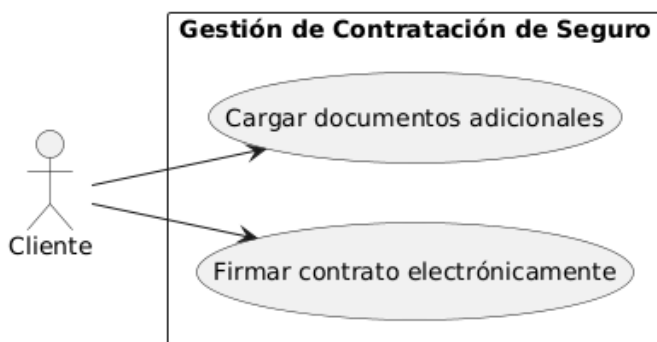 Gestión de Contratación de Seguro
Cargar documentos adicionales
Cliente
Firmar contrato electrónicamente